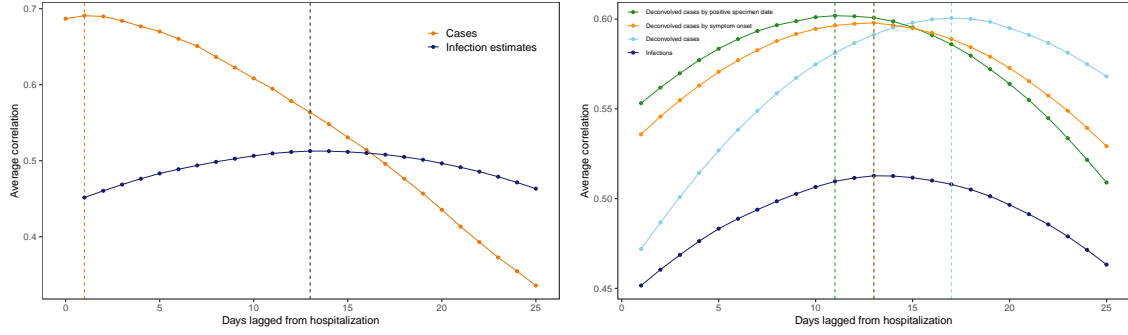 0.7
0.6
0.5
0.4
Average correlation
0 5 10 15 20 25
Days lagged from hospitalization
Cases
Infection estimates
0.60
0.55
0.50
0.45
Average correlation
5 10 15 20 25
Days lagged from hospitalization
Deconvolved cases by positive specimen date
Deconvolved cases by symptom onset
Deconvolved cases
Infections